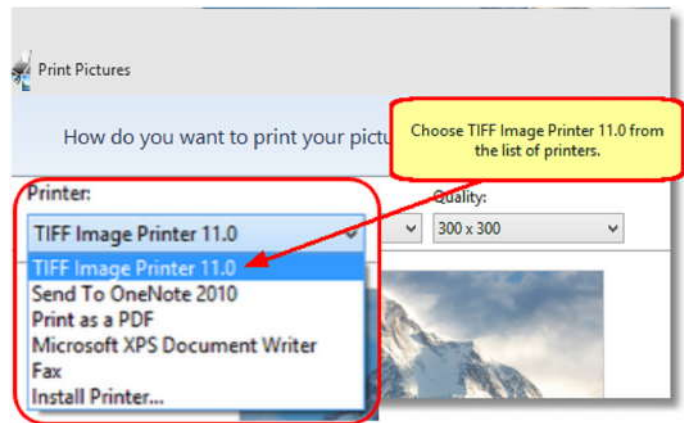 Print Pictures
How do you want to print your pictu
Choose TIFF Image Printer 11.0 from
the list of printers.
Printer:
Quality:
TIFF Image Printer 11.0
300 x 300
TIFF Image Printer 11.0
Send To OneNote 2010
Print as a PDF
Microsoft XPS Document Writer
Fax
Install Printer...